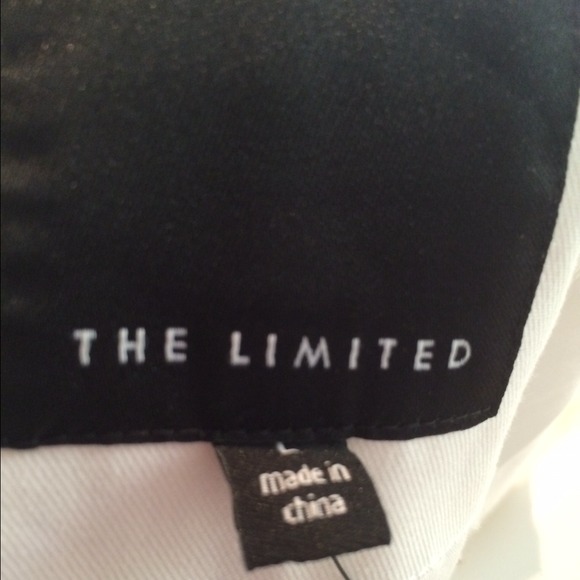 THE LIMITED
L
made in
china